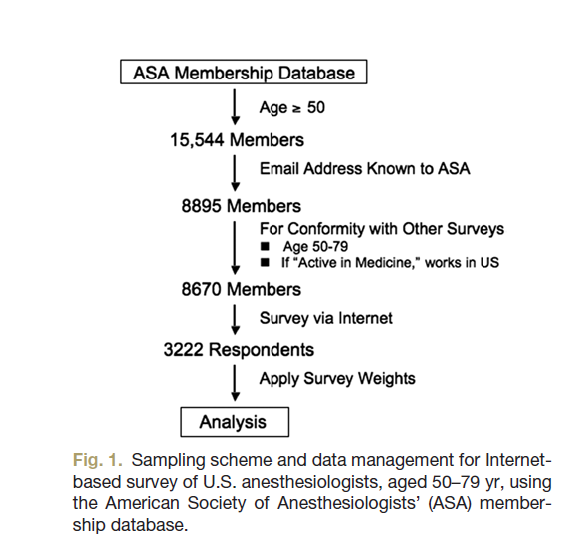 ASA Membership Database
Age ≥ 50
15,544 Members
Email Address Known to ASA
8895 Members
For Conformity with Other Surveys
■ Age 50-79
■ If "Active in Medicine," works in US
8670 Members
Survey via Internet
3222 Respondents
Apply Survey Weights
Analysis
Fig. 1. Sampling scheme and data management for Internet-
based survey of U.S. anesthesiologists, aged 50–79 yr, using
the American Society of Anesthesiologists’ (ASA) member-
ship database.